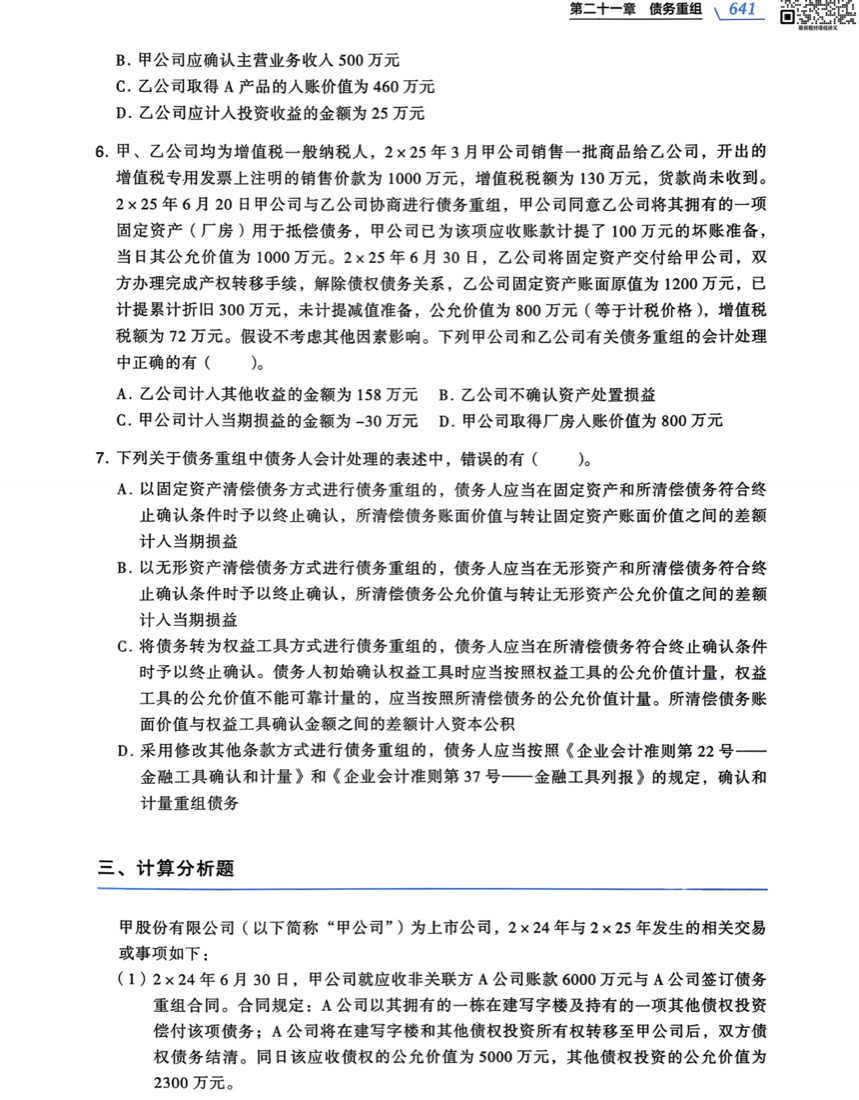 第二十一章 债务重组 641
B. 甲公司应确认主营业务收入 500 万元
C. 乙公司取得 A 产品的入账价值为 460 万元
D. 乙公司应计入投资收益的金额为 25 万元
6. 甲、乙公司均为增值税一般纳税人，2×25 年 3 月甲公司销售一批商品给乙公司，开出的
增值税专用发票上注明的销售价款为 1000 万元，增值税税额为 130 万元，货款尚未收到。
2×25 年 6 月 20 日甲公司与乙公司协商进行债务重组，甲公司同意乙公司将其拥有的一项
固定资产（厂房）用于抵偿债务，甲公司已为该项应收账款计提了 100 万元的坏账准备，
当日其公允价值为 1000 万元。2×25 年 6 月 30 日，乙公司将固定资产交付给甲公司，双
方办理完成产权转移手续，解除债权债务关系，乙公司固定资产账面原值为 1200 万元，已
计提累计折旧 300 万元，未计提减值准备，公允价值为 800 万元（等于计税价格），增值税
税额为 72 万元。假设不考虑其他因素影响。下列甲公司和乙公司有关债务重组的会计处理
中正确的有（ ）。
A. 乙公司计入其他收益的金额为 158 万元 B. 乙公司不确认资产处置损益
C. 甲公司计入当期损益的金额为 -30 万元 D. 甲公司取得厂房入账价值为 800 万元
7. 下列关于债务重组中债务人会计处理的表述中，错误的有（ ）。
A. 以固定资产清偿债务方式进行债务重组的，债务人应当在固定资产和所清偿债务符合终
止确认条件时予以终止确认，所清偿债务账面价值与转让固定资产账面价值之间的差额
计入当期损益
B. 以无形资产清偿债务方式进行债务重组的，债务人应当在无形资产和所清偿债务符合终
止确认条件时予以终止确认，所清偿债务公允价值与转让无形资产公允价值之间的差额
计入当期损益
C. 将债务转为权益工具方式进行债务重组的，债务人应当在所清偿债务符合终止确认条件
时予以终止确认。债务人初始确认权益工具时应当按照权益工具的公允价值计量，权益
工具的公允价值不能可靠计量的，应当按照所清偿债务的公允价值计量。所清偿债务账
面价值与权益工具确认金额之间的差额计入资本公积
D. 采用修改其他条款方式进行债务重组的，债务人应当按照《企业会计准则第 22 号——
金融工具确认和计量》和《企业会计准则第 37 号——金融工具列报》的规定，确认和
计量重组债务
三、计算分析题
甲股份有限公司（以下简称“甲公司”）为上市公司，2×24 年与 2×25 年发生的相关交易
或事项如下：
（1）2×24 年 6 月 30 日，甲公司就应收非关联方 A 公司账款 6000 万元与 A 公司签订债务
重组合同。合同规定：A 公司以其拥有的一栋在建写字楼及持有的一项其他债权投资
偿付该项债务；A 公司将在建写字楼和其他债权投资所有权转移至甲公司后，双方债
权债务结清。同日该应收债权的公允价值为 5000 万元，其他债权投资的公允价值为
2300 万元。